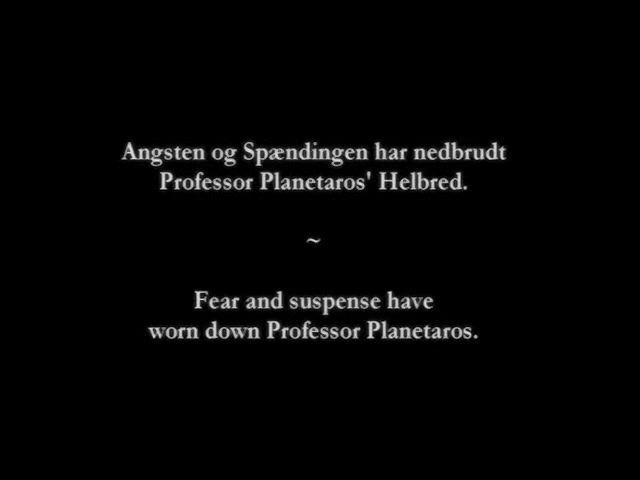 Angsten og Spændingen har nedbrudt
Professor Planetaros' Helbred.
~
Fear and suspense have
worn down Professor Planetaros.